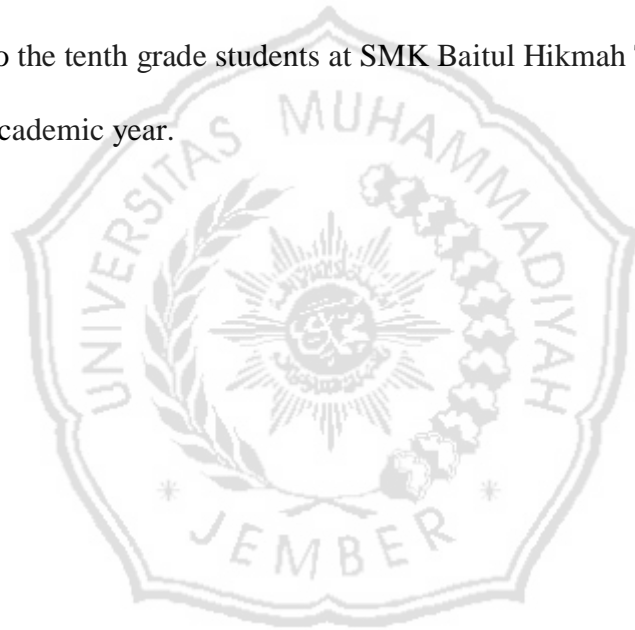 o the tenth grade students at SMK Baitul Hikmah
cademic year.
UNIVERSITAS MUHAMMADIYAH
JEMBER